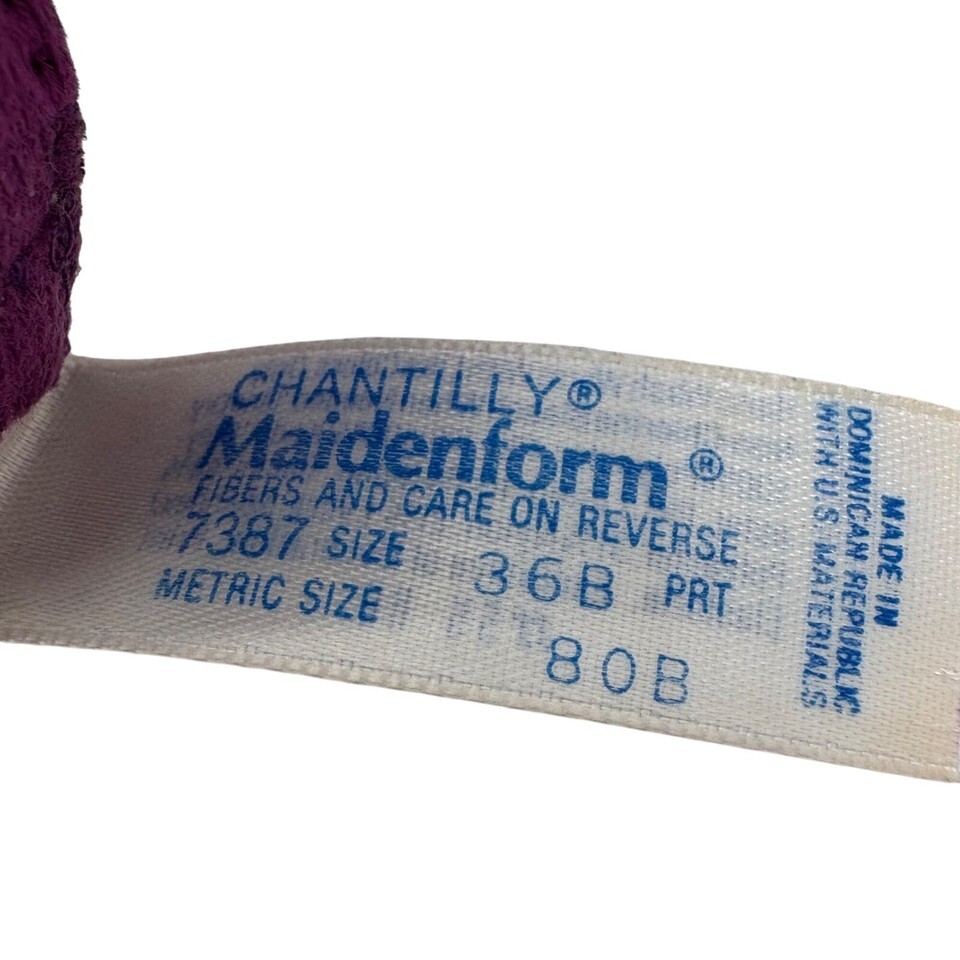 CHANTILLY®
Maidenform ®
FIBERS AND CARE ON REVERSE
7387 SIZE 36B PRT
METRIC SIZE 80B
MADE IN
DOMINICAN REPUBLIC
WITH U.S. MATERIALS